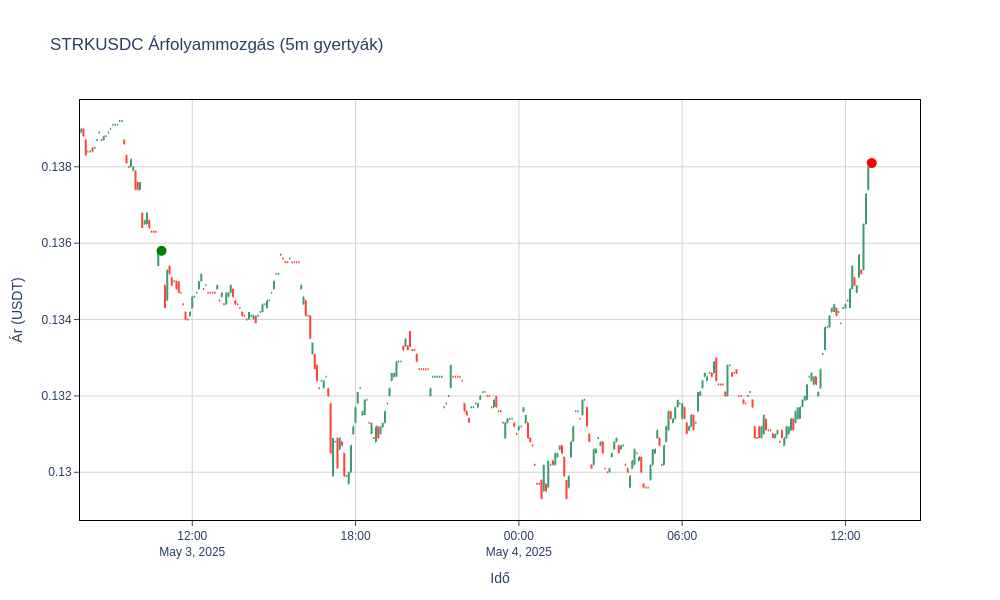 STRKUSDC Árfolyammozgás (5m gyertyák)
0.138
0.136
0.134
0.132
0.13
Ár (USDT)
12:00
May 3, 2025
18:00
00:00
May 4, 2025
06:00
12:00
Idő